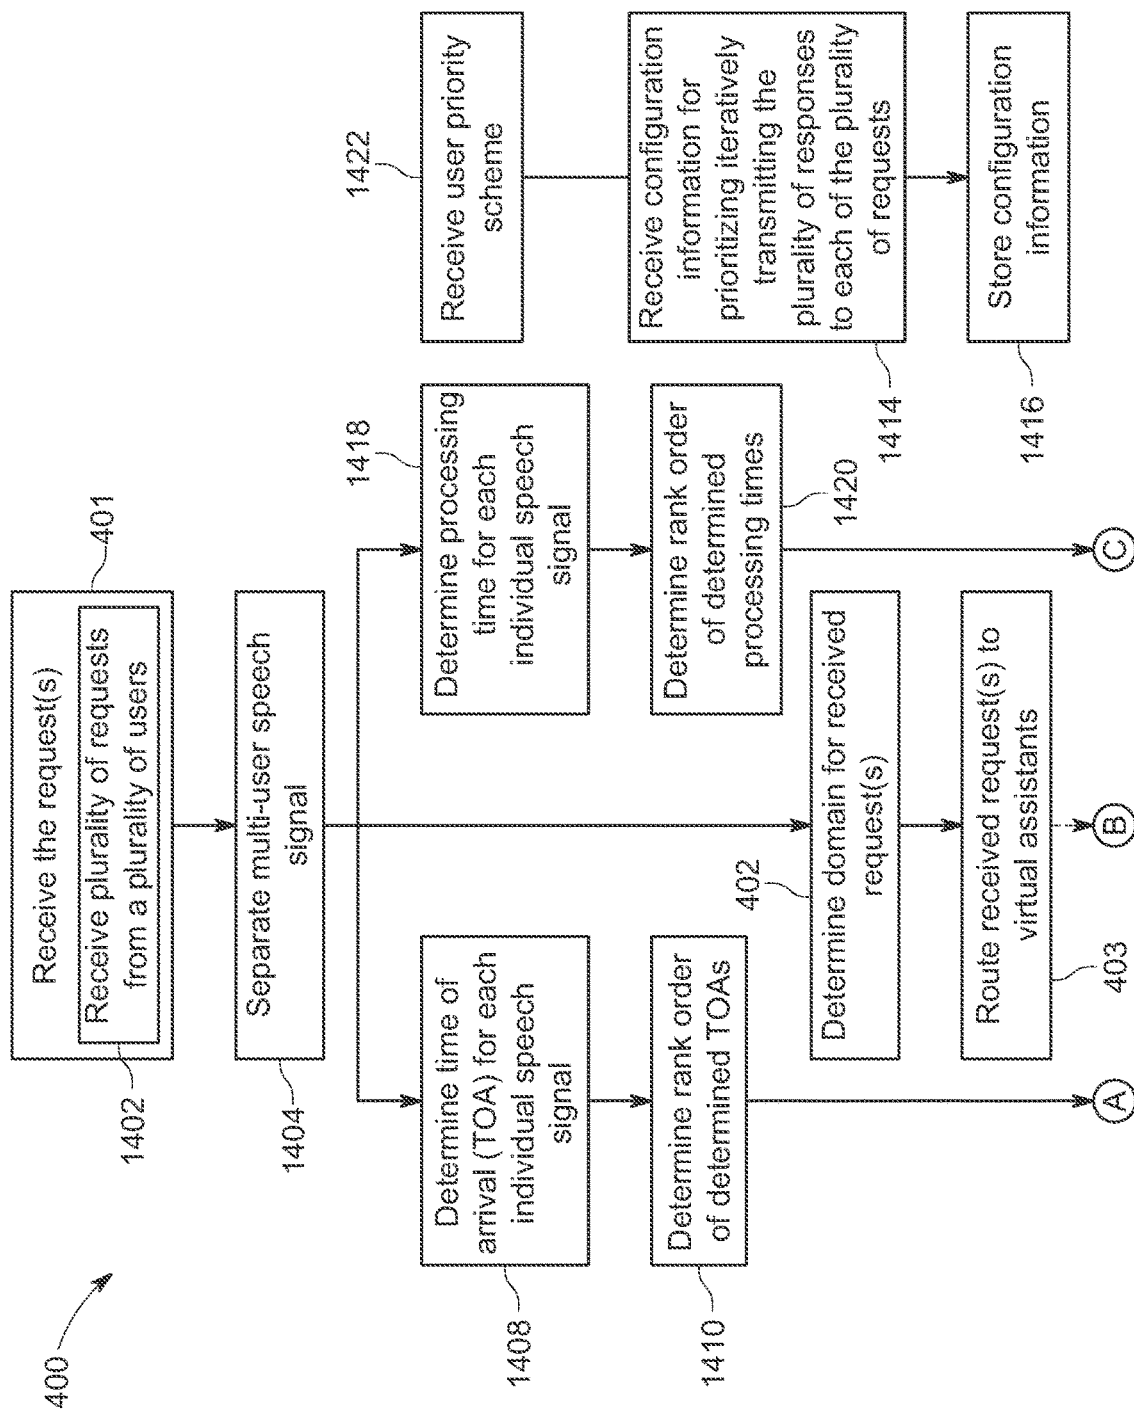 400
Receive the request(s)
401
Receive plurality of requests
from a plurality of users
1402
Separate multi-user speech
signal
1404
Determine time of
arrival (TOA) for each
individual speech
signal
1408
Determine rank order
of determined TOAs
1410
A
Determine domain for received
request(s)
402
Route received request(s) to
virtual assistants
403
B
Determine processing
time for each
individual speech
signal
1418
Determine rank order
of determined
processing times
1420
C
Receive user priority
scheme
1422
Receive configuration
information for
prioritizing iteratively
transmitting the
plurality of responses
to each of the plurality
of requests
1414
Store configuration
information
1416